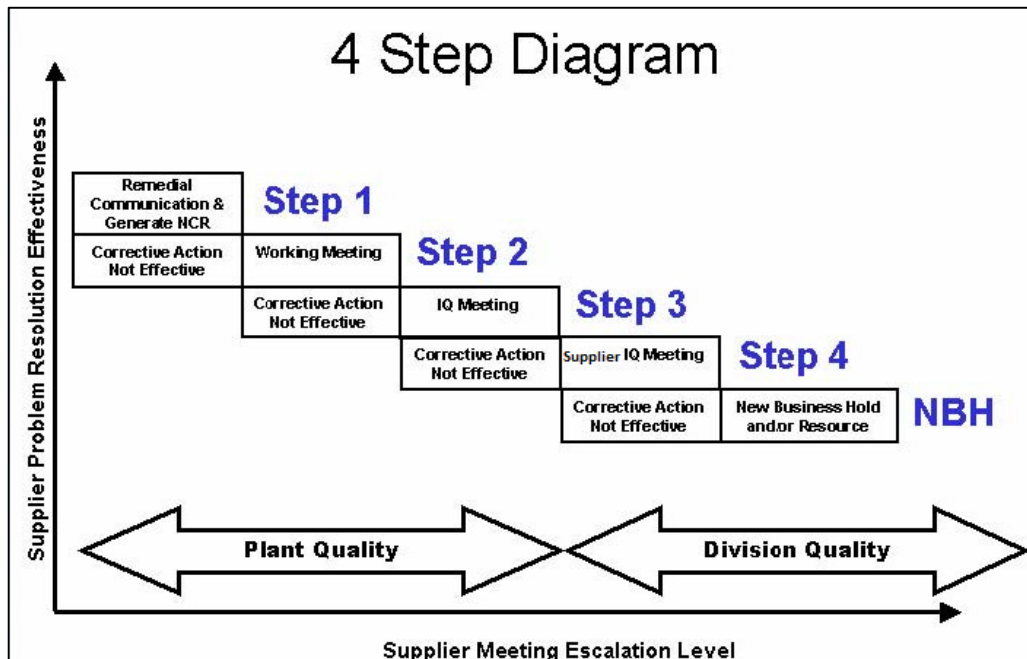 4 Step Diagram
Supplier Problem Resolution Effectiveness
Remedial
Communication &
Generate NCR
Step 1
Corrective Action
Not Effective
Working Meeting
Step 2
Corrective Action
Not Effective
IQ Meeting
Step 3
Corrective Action
Not Effective
Supplier IQ Meeting
Step 4
Corrective Action
Not Effective
New Business Hold
and/or Resource
NBH
Plant Quality
Division Quality
Supplier Meeting Escalation Level